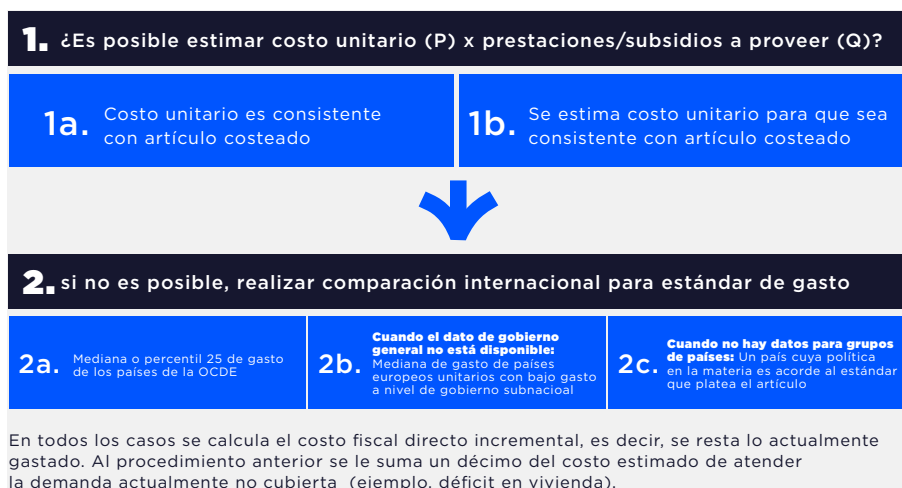 1. ¿Es posible estimar costo unitario (P) x prestaciones/subsidios a proveer (Q)?
1a. Costo unitario es consistente
con artículo costeado
1b. Se estima costo unitario para que sea
consistente con artículo costeado
2. si no es posible, realizar comparación internacional para estándar de gasto
2a. Mediana o percentil 25 de gasto
de los países de la OCDE
2b. Cuando el dato de gobierno
general no está disponible:
Mediana de gasto de países
europeos unitarios con bajo gasto
a nivel de gobierno subnacioal
2c. Cuando no hay datos para grupos
de países: Un país cuya política
en la materia es acorde al estándar
que platea el artículo
En todos los casos se calcula el costo fiscal directo incremental, es decir, se resta lo actualmente
gastado. Al procedimiento anterior se le suma un décimo del costo estimado de atender
la demanda actualmente no cubierta (ejemplo, déficit en vivienda).